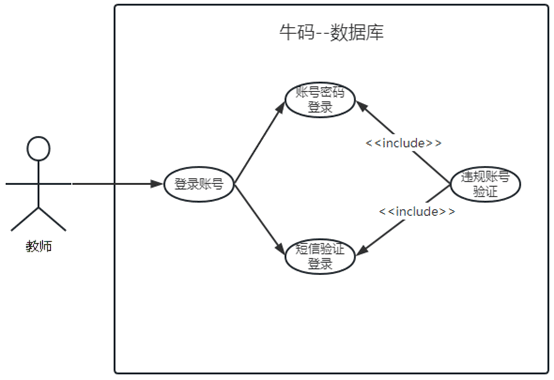 牛码--数据库
账号密码
登录
<<include>>
登录账号
违规账号
验证
<<include>>
教师
短信验证
登录